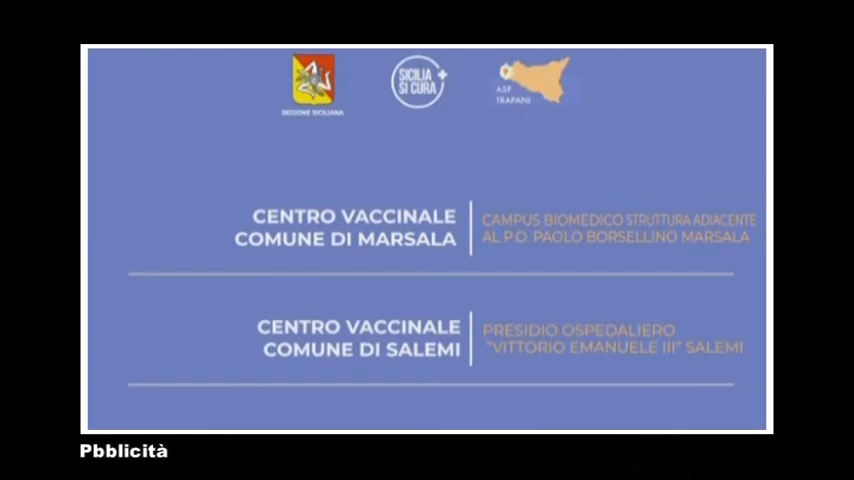 REGIONE SICILIANA
SICILIA
SI CURA
ASP
TRAPANI
CENTRO VACCINALE
COMUNE DI MARSALA
CAMPUS BIOMEDICO STRUTTURA ADIACENTE
AL P.O. PAOLO BORSELLINO MARSALA
CENTRO VACCINALE
COMUNE DI SALEMI
PRESIDIO OSPEDALIERO
"VITTORIO EMANUELE III" SALEMI
Pbblicità